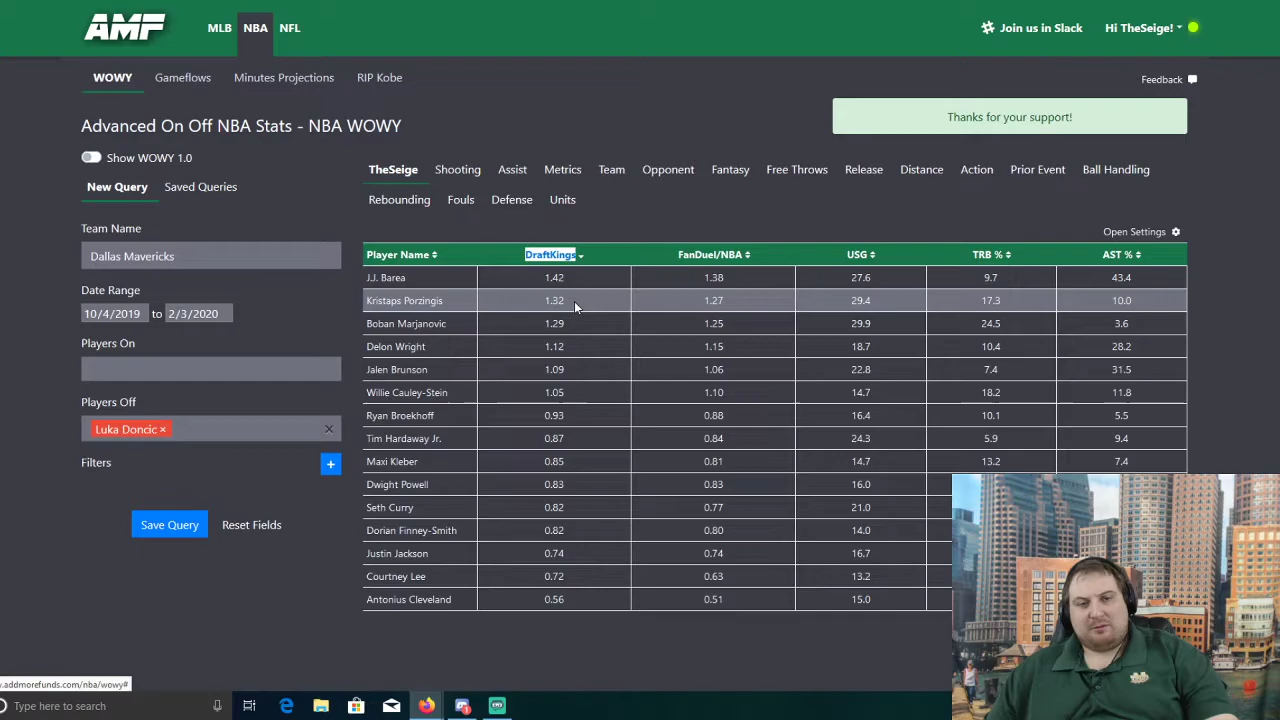 AMF MLB NBA NFL Join us in Slack Hi TheSeige!
WOWY Gameflows Minutes Projections RIP Kobe Feedback
Thanks for your support!
Advanced On Off NBA Stats - NBA WOWY
Show WOWY 1.0
New Query Saved Queries
Team Name
Dallas Mavericks
Date Range
10/4/2019 to 2/3/2020
Players On
Players Off
Luka Doncic ×
Filters
+
Save Query Reset Fields
TheSeige Shooting Assist Metrics Team Opponent Fantasy Free Throws Release Distance Action Prior Event Ball Handling
Rebounding Fouls Defense Units
Open Settings
Player Name DraftKings FanDuel/NBA USG TRB % AST %
J.J. Barea 1.42 1.38 27.6 9.7 43.4
Kristaps Porzingis 1.32 1.27 29.4 17.3 10.0
Boban Marjanovic 1.29 1.25 29.9 24.5 3.6
Delon Wright 1.12 1.15 18.7 10.4 28.2
Jalen Brunson 1.09 1.06 22.8 7.4 31.5
Willie Cauley-Stein 1.05 1.10 14.7 18.2 11.8
Ryan Broekhoff 0.93 0.88 16.4 10.1 5.5
Tim Hardaway Jr. 0.87 0.84 24.3 5.9 9.4
Maxi Kleber 0.85 0.81 14.7 13.2 7.4
Dwight Powell 0.83 0.83 16.0
Seth Curry 0.82 0.77 21.0
Dorian Finney-Smith 0.82 0.80 14.0
Justin Jackson 0.74 0.74 16.7
Courtney Lee 0.72 0.63 13.2
Antonius Cleveland 0.56 0.51 15.0
.addmorefunds.com/nba/wowy#
Type here to search